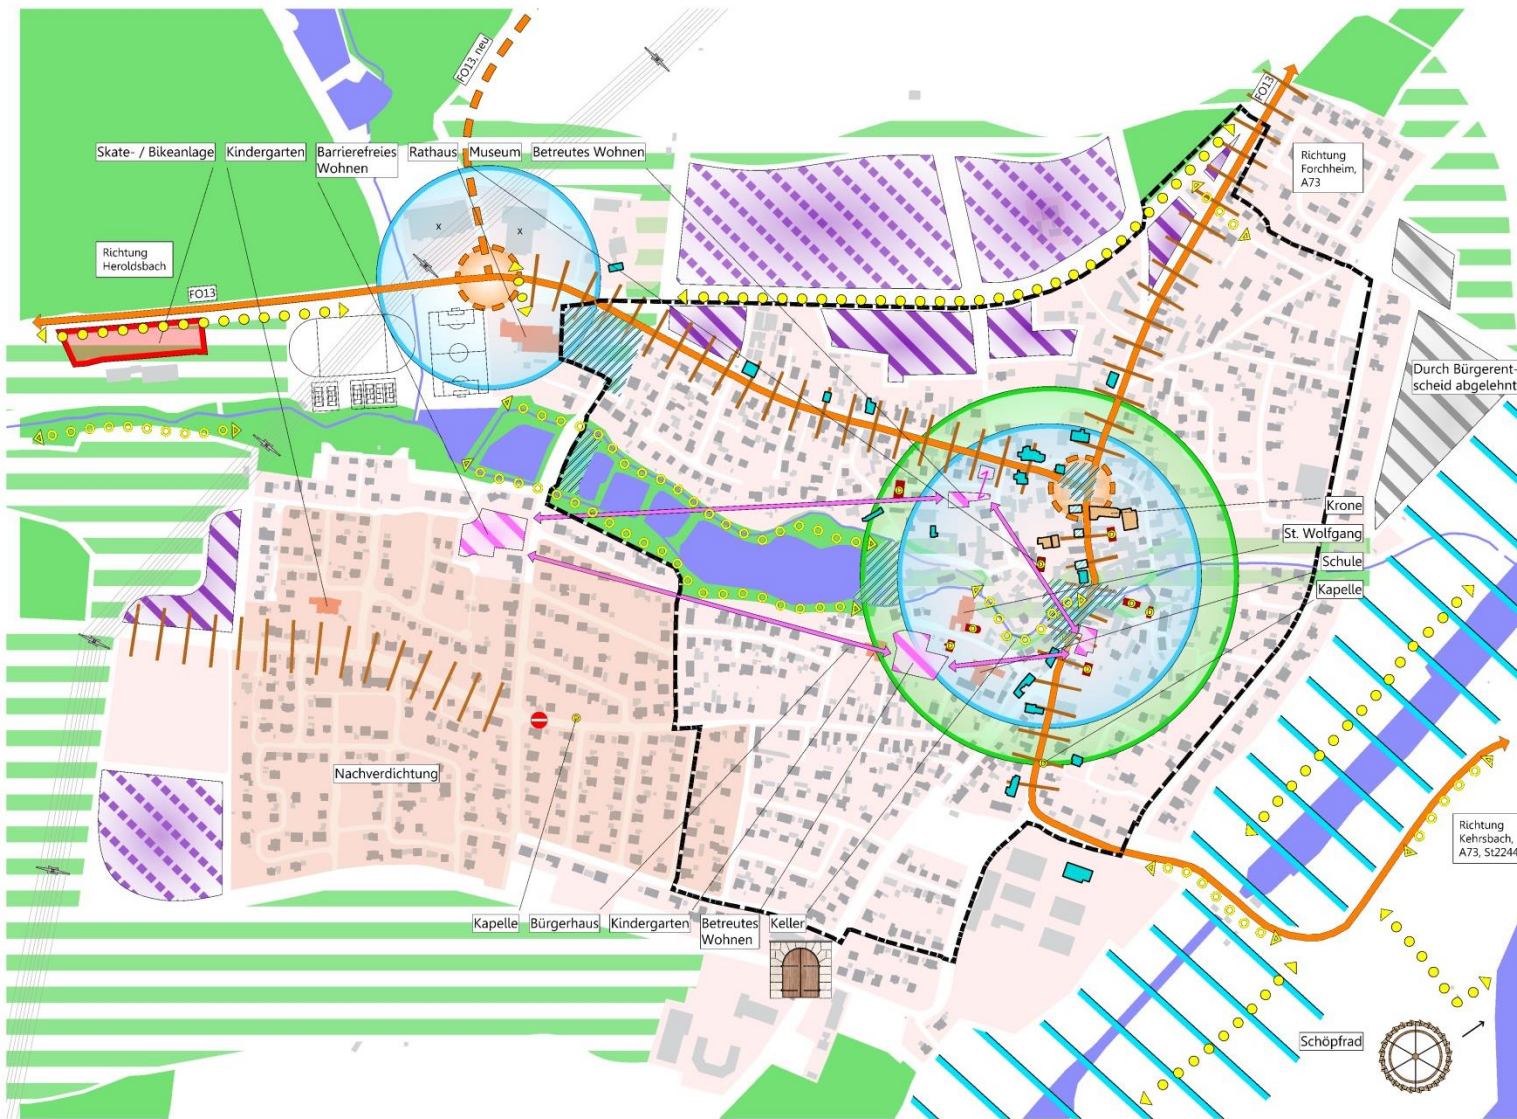 FO13, neu
FO13
Skate- / Bikeanlage
Kindergarten
Barrierefreies
Wohnen
Rathaus
Museum
Betreutes Wohnen
Richtung
Forchheim,
A73
Richtung
Heroldsbach
FO13
x
x
Durch Bürgerent-
scheid abgelehnt
Krone
St. Wolfgang
Schule
Kapelle
Nachverdichtung
Richtung
Kehrsbach,
A73, St2244
Kapelle
Bürgerhaus
Kindergarten
Betreutes
Wohnen
Keller
Schöpfrad